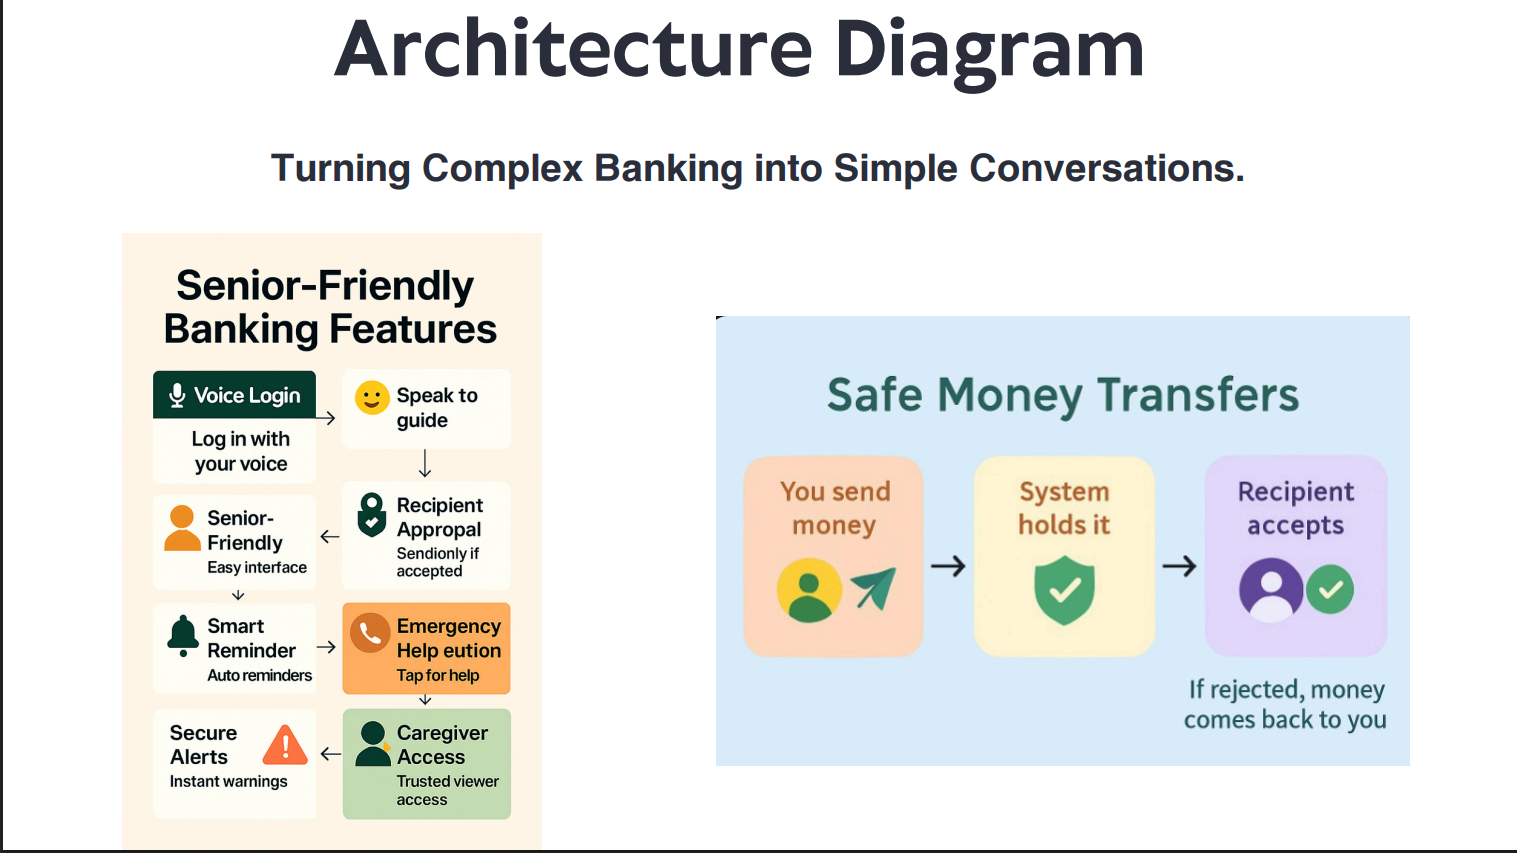 Architecture Diagram
Turning Complex Banking into Simple Conversations.
Senior-Friendly
Banking Features
Voice Login
Log in with
your voice
Speak to
guide
Recipient
Appropal
Sendionly if
accepted
Senior-
Friendly
Easy interface
Smart
Reminder
Auto reminders
Emergency
Help eution
Tap for help
Caregiver
Access
Trusted viewer
access
Secure
Alerts
Instant warnings
Safe Money Transfers
You send
money
System
holds it
Recipient
accepts
If rejected, money
comes back to you